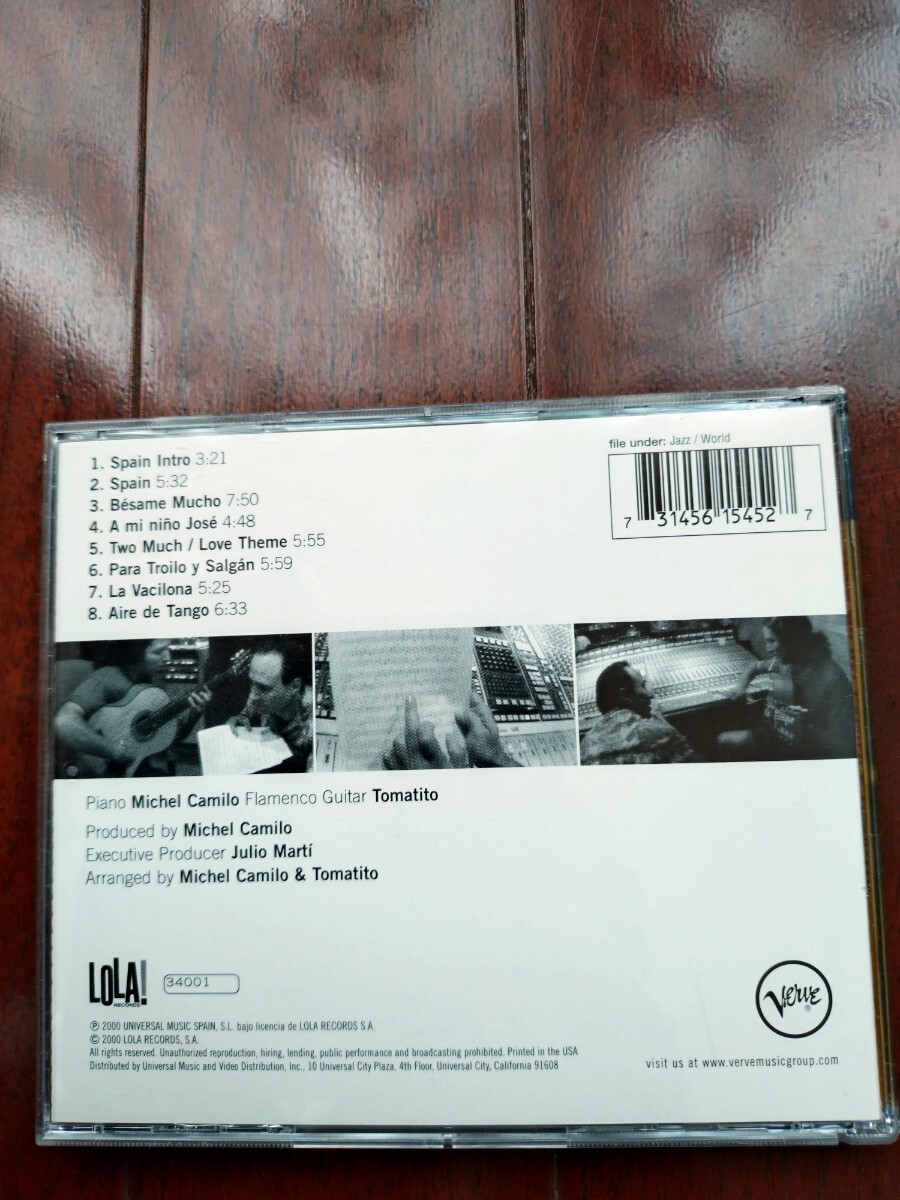 1. Spain Intro 3:21
2. Spain 5:32
3. Bésame Mucho 7:50
4. A mi niño José 4:48
5. Two Much / Love Theme 5:55
6. Para Troilo y Salgán 5:59
7. La Vacilona 5:25
8. Aire de Tango 6:33
file under: Jazz / World
7 31456 15452 7
Piano Michel Camilo Flamenco Guitar Tomatito
Produced by Michel Camilo
Executive Producer Julio Martí
Arranged by Michel Camilo & Tomatito
LOLA!
RECORDS
34001
Verve
®
℗ 2000 UNIVERSAL MUSIC SPAIN, S.L. bajo licencia de LOLA RECORDS S.A.
© 2000 LOLA RECORDS, S.A.
All rights reserved. Unauthorized reproduction, hiring, lending, public performance and broadcasting prohibited. Printed in the USA
Distributed by Universal Music and Video Distribution, Inc., 10 Universal City Plaza, 4th Floor, Universal City, California 91608
visit us at www.vervemusicgroup.com